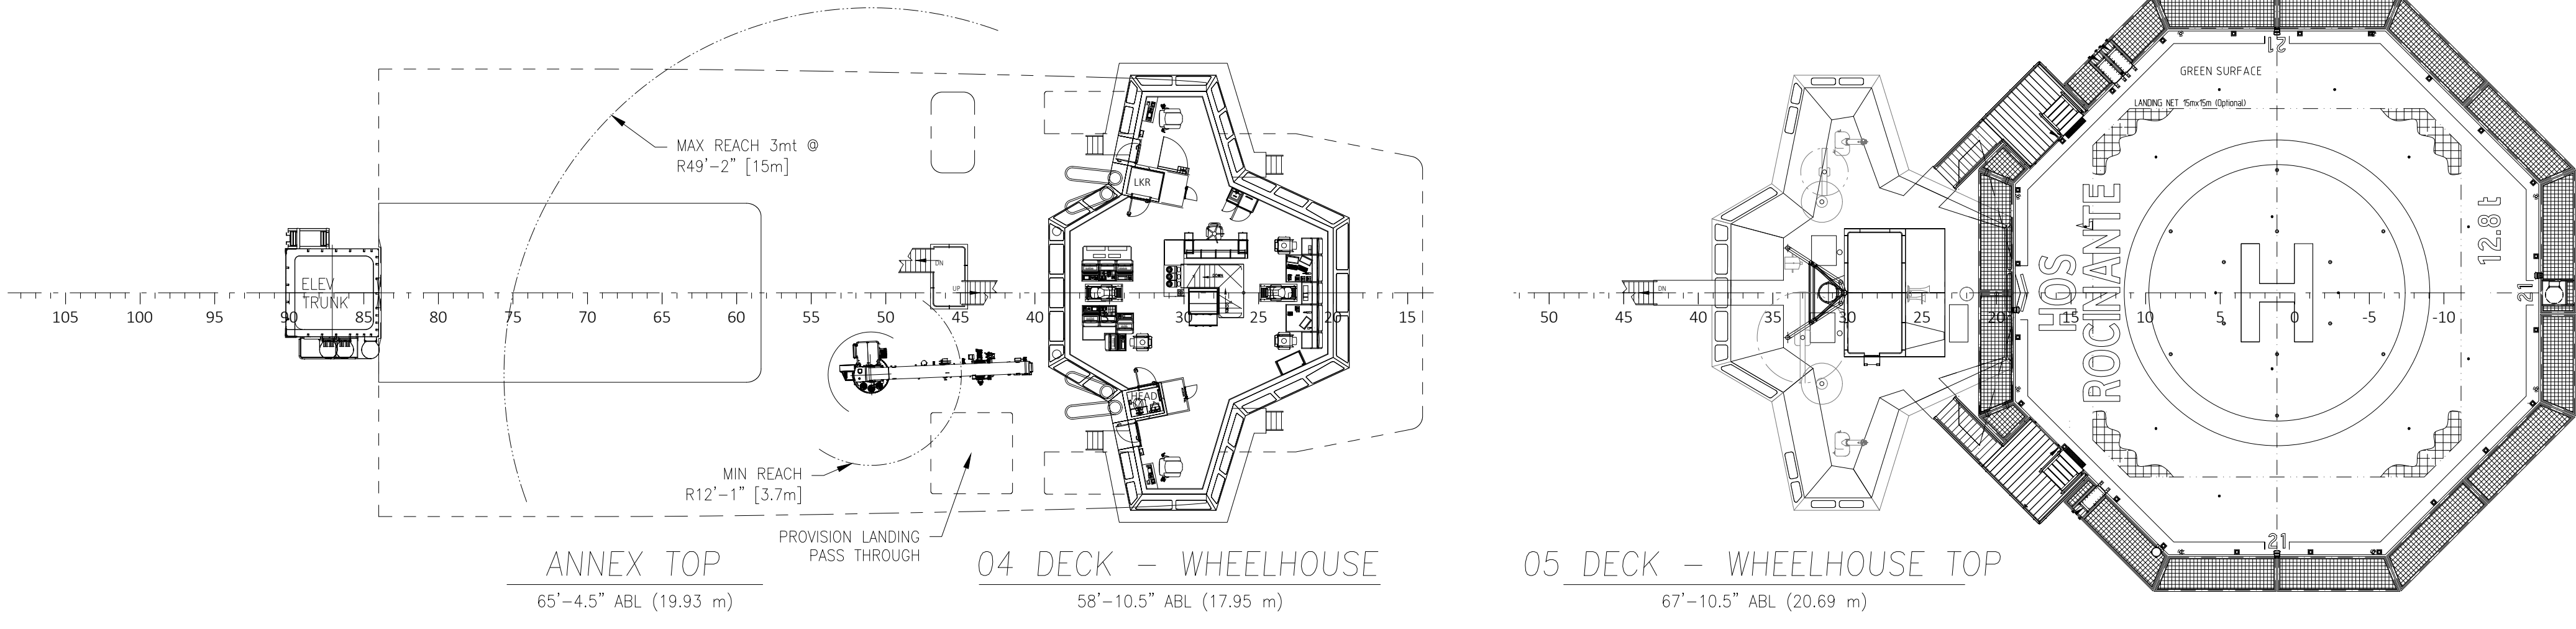 MAX REACH 3mt @
R49'-2" [15m]
ELEV
TRUNK
DN
UP
LKR
DOWN
HEAD
105 100 95 90 85 80 75 70 65 60 55 50 45 40 30 25 20 15
MIN REACH
R12'-1" [3.7m]
PROVISION LANDING
PASS THROUGH
ANNEX TOP
65'-4.5" ABL (19.93 m)
04 DECK - WHEELHOUSE
58'-10.5" ABL (17.95 m)
21
GREEN SURFACE
LANDING NET 15mx15m (Optional)
HOS
ROCINANTE
12.8 t
H
21
DN
50 45 40 35 30 25 20 15 10 5 0 -5 -10
21
05 DECK - WHEELHOUSE TOP
67'-10.5" ABL (20.69 m)